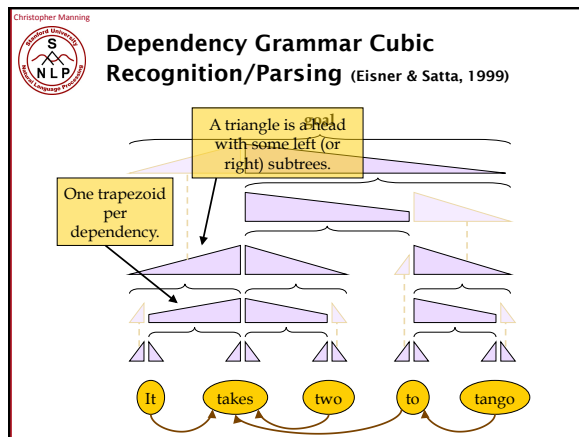 Christopher Manning
Stanford University
S
NLP
Natural Language Processing
Dependency Grammar Cubic
Recognition/Parsing (Eisner & Satta, 1999)
goal
A triangle is a head
with some left (or
right) subtrees.
One trapezoid
per
dependency.
It takes two to tango